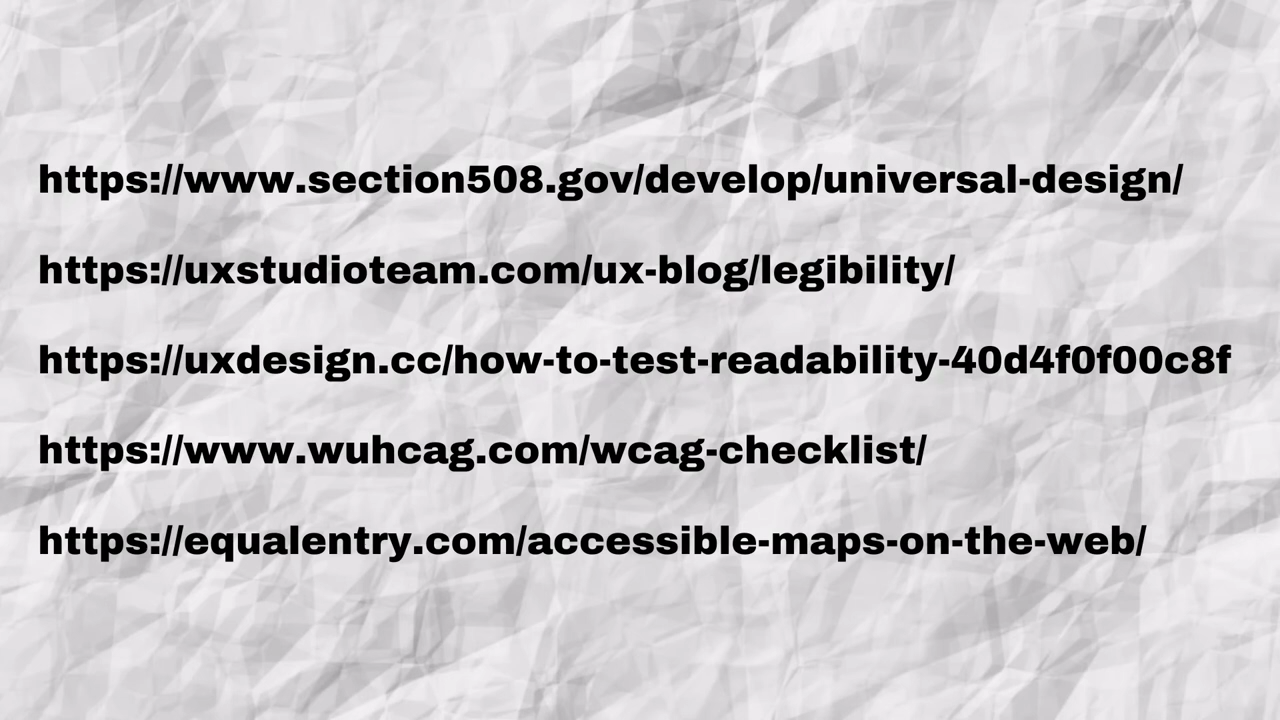 https://www.section508.gov/develop/universal-design/
https://uxstudioteam.com/ux-blog/legibility/
https://uxdesign.cc/how-to-test-readability-40d4f0f00c8f
https://www.wuhcag.com/wcag-checklist/
https://equalentry.com/accessible-maps-on-the-web/